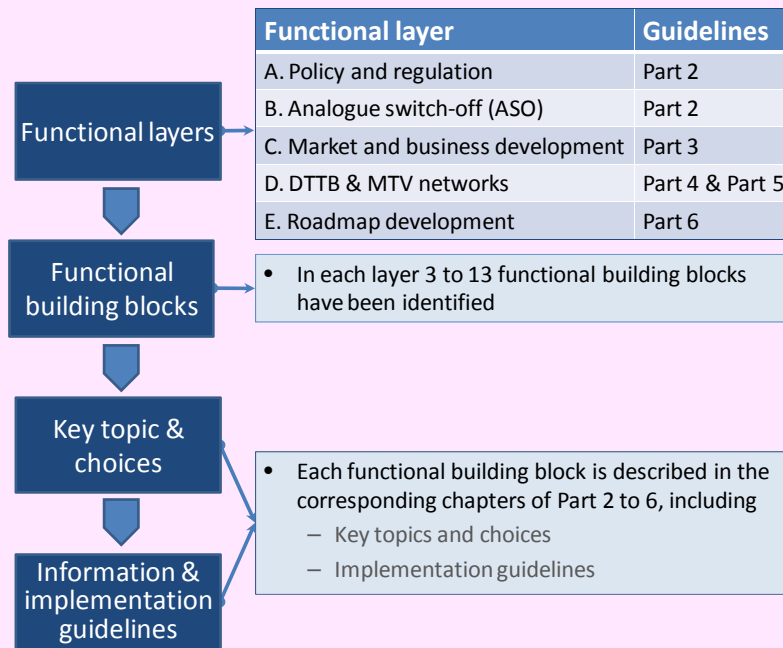 Functional layer Guidelines
A. Policy and regulation Part 2
B. Analogue switch-off (ASO) Part 2
C. Market and business development Part 3
D. DTTB & MTV networks Part 4 & Part 5
E. Roadmap development Part 6
Functional layers
Functional
building blocks
• In each layer 3 to 13 functional building blocks
have been identified
Key topic &
choices
• Each functional building block is described in the
corresponding chapters of Part 2 to 6, including
– Key topics and choices
– Implementation guidelines
Information &
implementation
guidelines